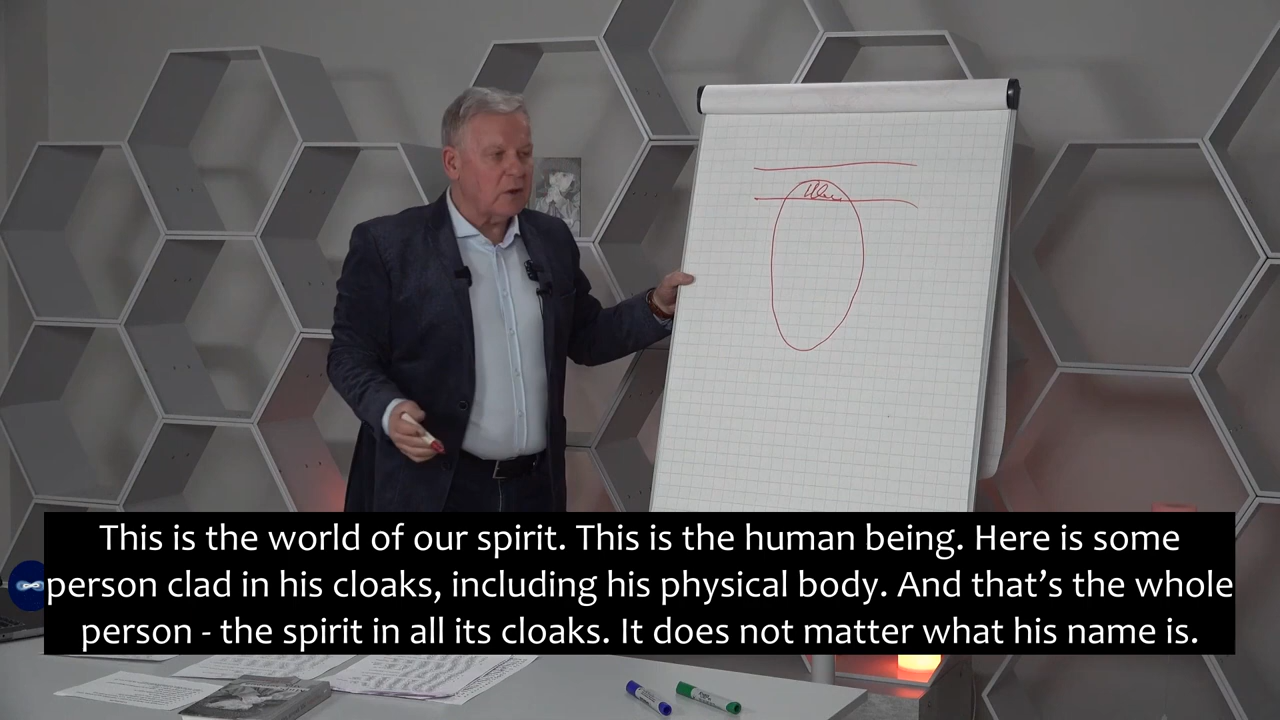 This is the world of our spirit. This is the human being. Here is some
person clad in his cloaks, including his physical body. And that’s the whole
person - the spirit in all its cloaks. It does not matter what his name is.